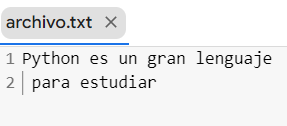 archivo.txt ×
1 Python es un gran lenguaje
2 para estudiar